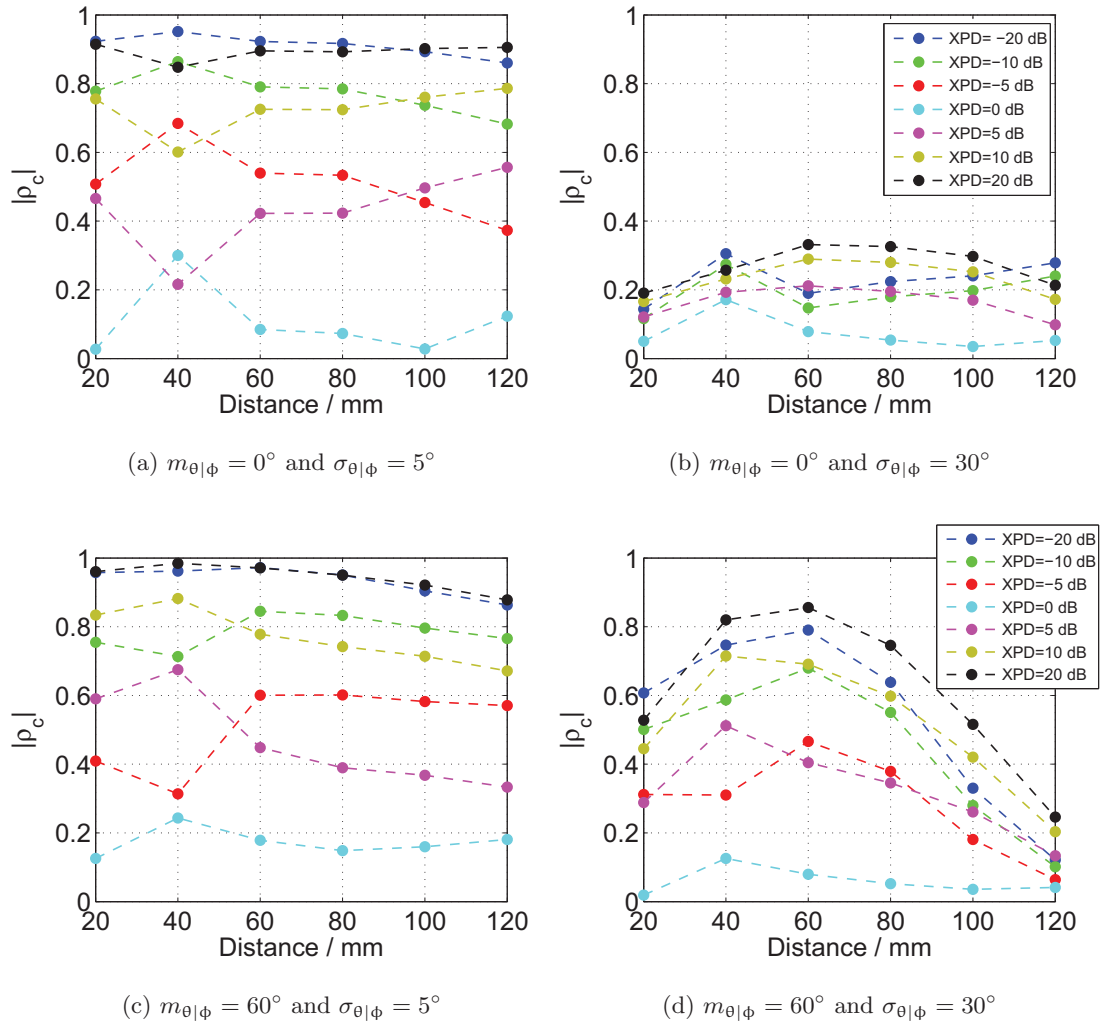 1
0.8
0.6
0.4
0.2
0
|ρc|
20 40 60 80 100 120
Distance / mm
(a) mθ|ϕ = 0° and σθ|ϕ = 5°
1
0.8
0.6
0.4
0.2
0
|ρc|
20 40 60 80 100 120
Distance / mm
XPD= −20 dB
XPD= −10 dB
XPD=−5 dB
XPD=0 dB
XPD=5 dB
XPD=10 dB
XPD=20 dB
(b) mθ|ϕ = 0° and σθ|ϕ = 30°
1
0.8
0.6
0.4
0.2
0
|ρc|
20 40 60 80 100 120
Distance / mm
(c) mθ|ϕ = 60° and σθ|ϕ = 5°
1
0.8
0.6
0.4
0.2
0
|ρc|
20 40 60 80 100 120
Distance / mm
XPD=−20 dB
XPD=−10 dB
XPD=−5 dB
XPD=0 dB
XPD=5 dB
XPD=10 dB
XPD=20 dB
(d) mθ|ϕ = 60° and σθ|ϕ = 30°